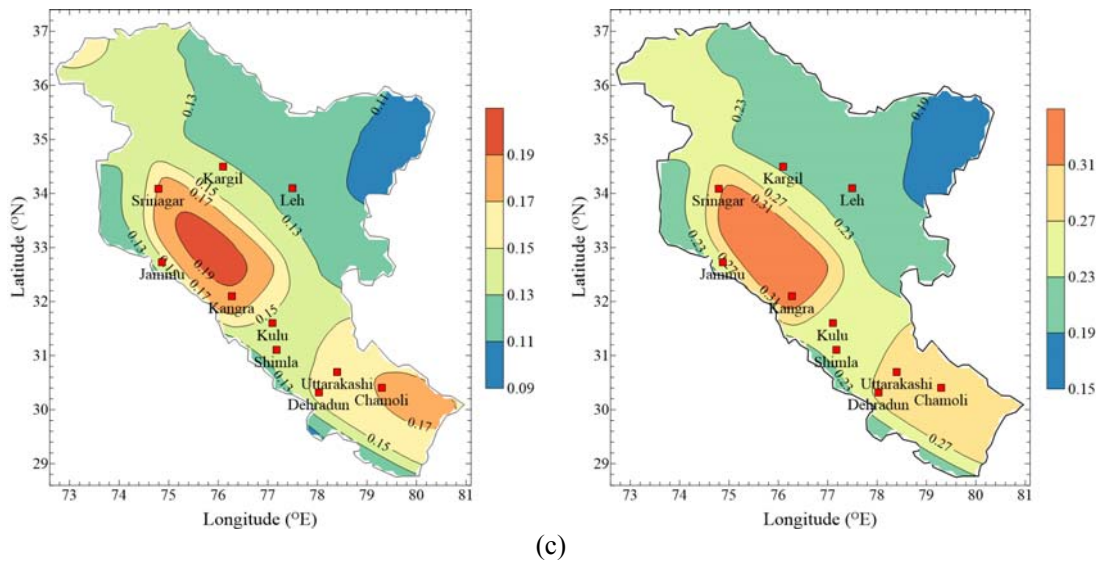 37
36
35
34
33
32
31
30
29
Latitude (°N)
0.13
0.11
0.15
Kargil
0.17
Srinagar
Leh
0.13
0.13
0.19
Jammu
0.17
Kangra
0.15
Kulu
Shimla
0.13
Uttarakashi
Dehradun
Chamoli
0.17
0.15
73 74 75 76 77 78 79 80 81
Longitude (°E)
0.19
0.17
0.15
0.13
0.11
0.09
37
36
35
34
33
32
31
30
29
Latitude (°N)
0.23
0.19
Kargil
0.27
Srinagar
0.31
Leh
0.23
0.23
Jammu
0.31
Kangra
Kulu
Shimla
0.23
Uttarakashi
Dehradun
Chamoli
0.27
73 74 75 76 77 78 79 80 81
Longitude (°E)
0.31
0.27
0.23
0.19
0.15
(c)